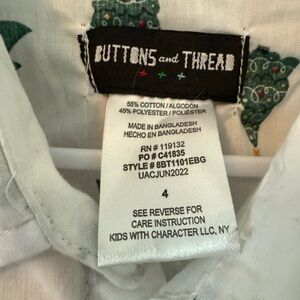 BUTTONS and THREAD
55% COTTON / ALGODÓN
45% POLYESTER / POLIÉSTER
MADE IN BANGLADESH
HECHO EN BANGLADESH
RN # 119132
PO # C41835
STYLE # 8BT1101EBG
UACJUN2022
4
SEE REVERSE FOR
CARE INSTRUCTION
KIDS WITH CHARACTER LLC, NY